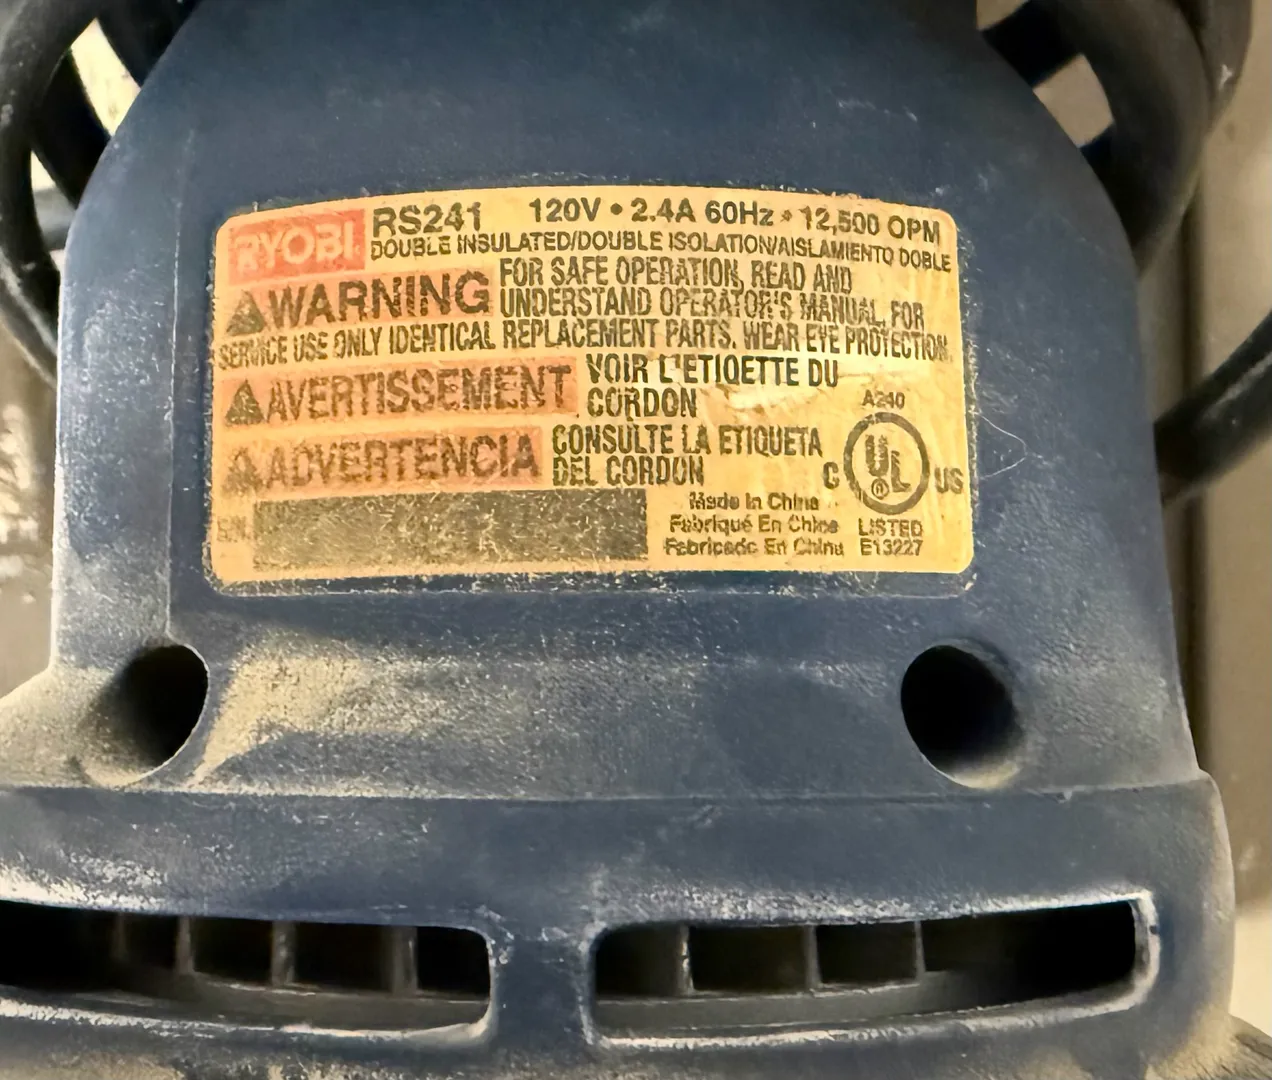 RYOBI RS241 120V • 2.4A 60Hz • 12,500 OPM
DOUBLE INSULATED/DOUBLE ISOLATION/AISLAMIENTO DOBLE
WARNING FOR SAFE OPERATION, READ AND
UNDERSTAND OPERATOR'S MANUAL. FOR
SERVICE USE ONLY IDENTICAL REPLACEMENT PARTS. WEAR EYE PROTECTION.
AVERTISSEMENT VOIR L'ETIQETTE DU
CORDON
ADVERTENCIA CONSULTE LA ETIQUETA
DEL CORDON
A240
C UL US
LISTED
E13227
S/N
Made In China
Fabriqué En Chine
Fabricado En China